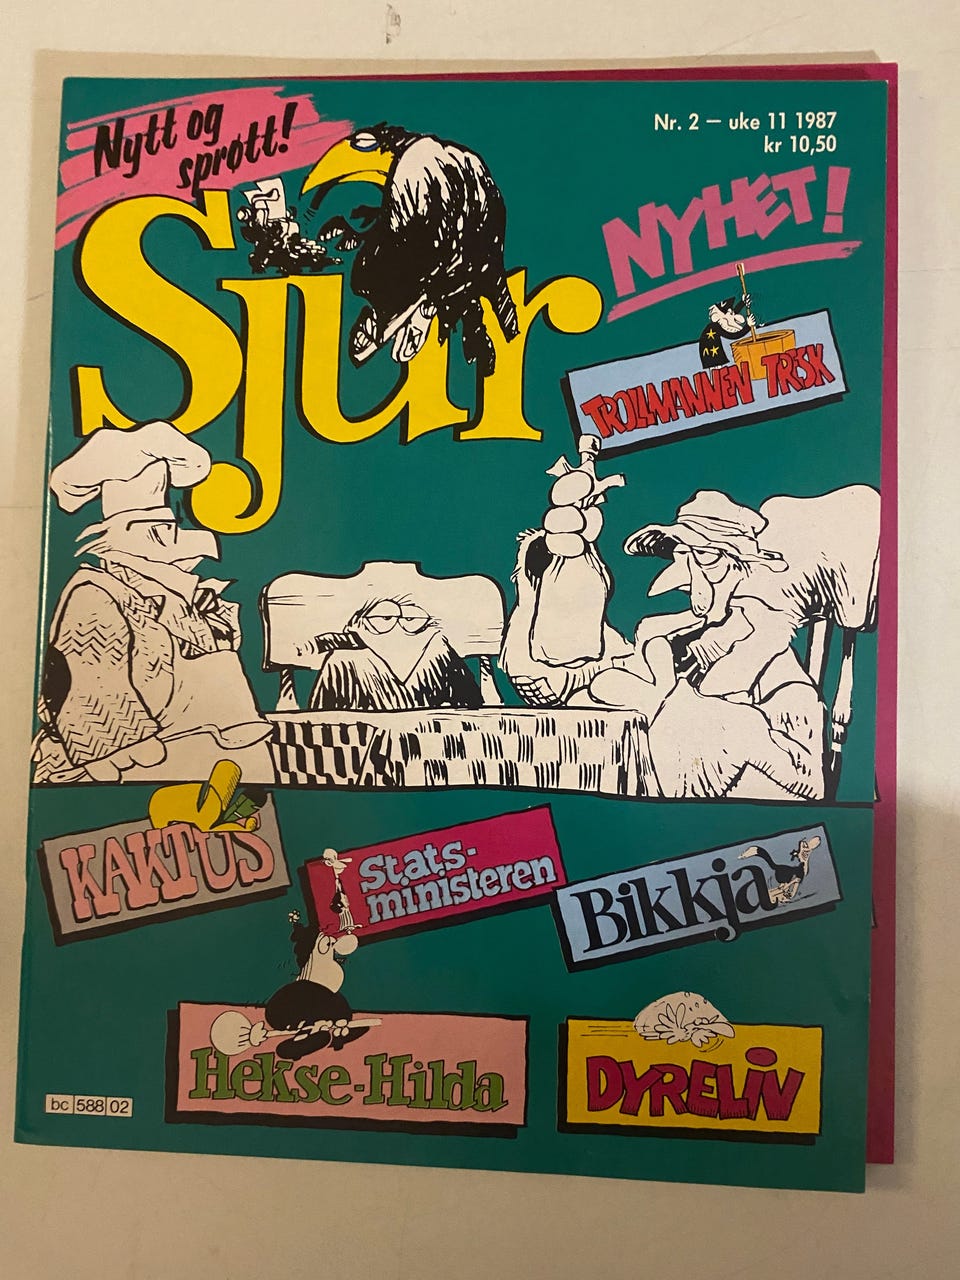 Nytt og
sprøtt!
Nr. 2 – uke 11 1987
kr 10,50
Sjur
NYHET!
TROLLMANNEN TRISK
KAKTUS
Stats-
ministeren
Bikkja
Hekse-Hilda
DYRELIV
bc 588 02